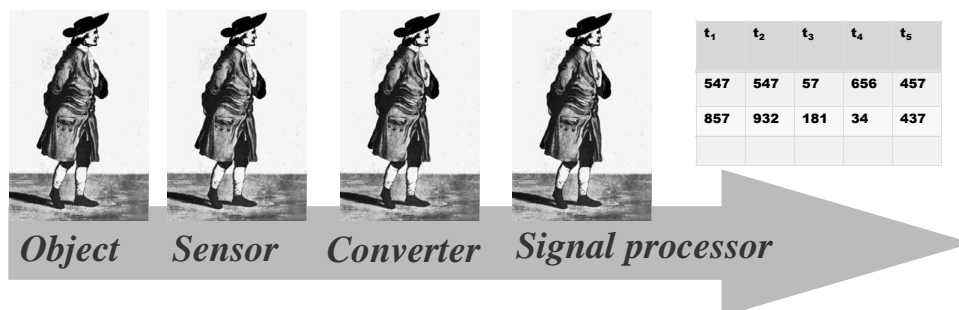 t₁ t₂ t₃ t₄ t₅
547 547 57 656 457
857 932 181 34 437
Object Sensor Converter Signal processor